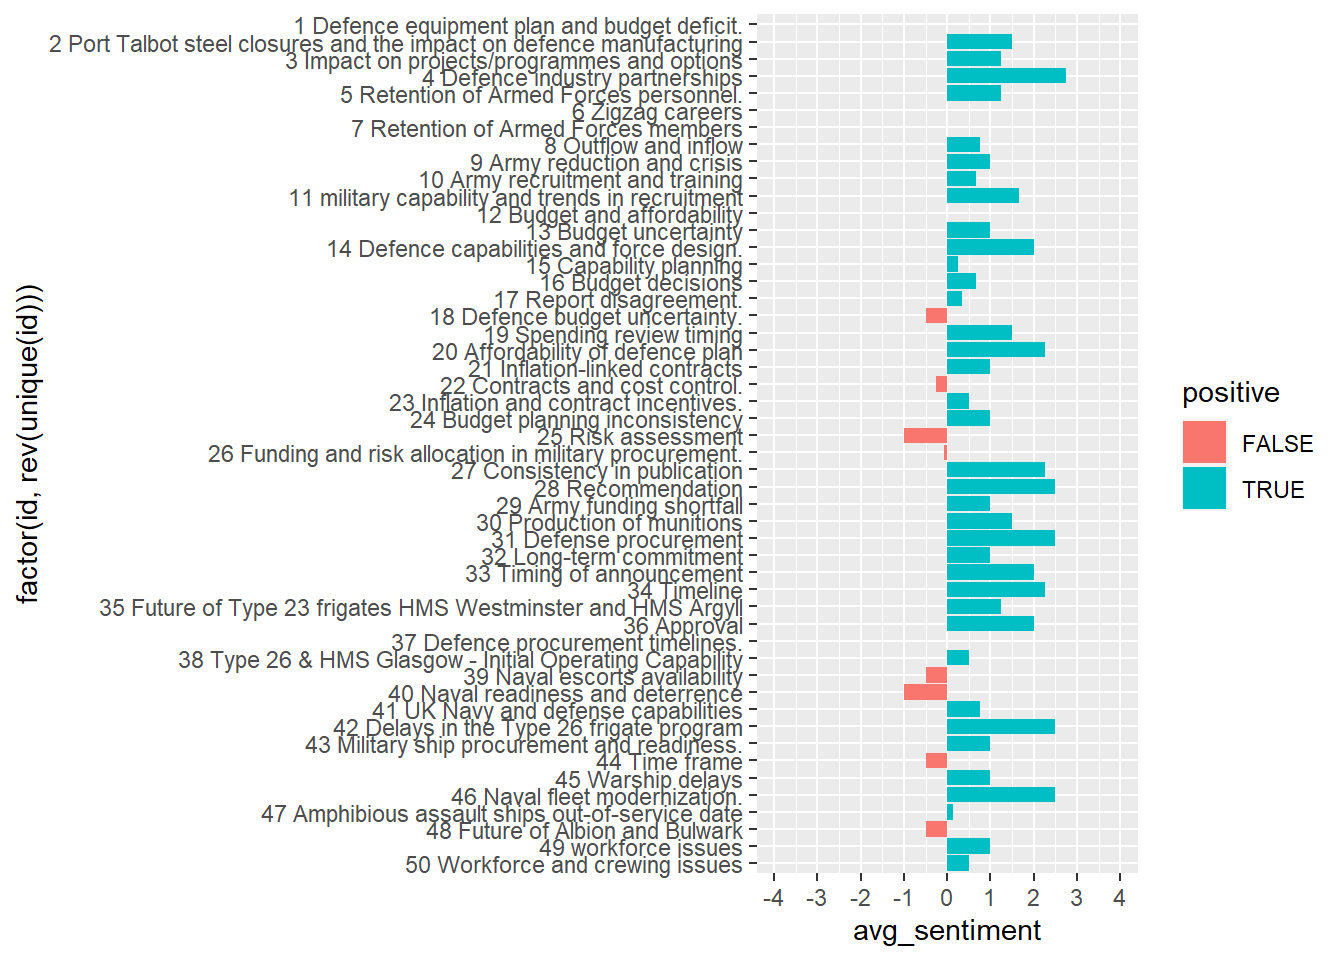 1 Defence equipment plan and budget deficit.
2 Port Talbot steel closures and the impact on defence manufacturing
3 Impact on projects/programmes and options
4 Defence industry partnerships
5 Retention of Armed Forces personnel.
6 Zigzag careers
7 Retention of Armed Forces members
8 Outflow and inflow
9 Army reduction and crisis
10 Army recruitment and training
11 military capability and trends in recruitment
12 Budget and affordability
13 Budget uncertainty
14 Defence capabilities and force design.
15 Capability planning
16 Budget decisions
17 Report disagreement.
18 Defence budget uncertainty.
19 Spending review timing
20 Affordability of defence plan
21 Inflation-linked contracts
22 Contracts and cost control.
23 Inflation and contract incentives.
24 Budget planning inconsistency
25 Risk assessment
26 Funding and risk allocation in military procurement.
27 Consistency in publication
28 Recommendation
29 Army funding shortfall
30 Production of munitions
31 Defense procurement
32 Long-term commitment
33 Timing of announcement
34 Timeline
35 Future of Type 23 frigates HMS Westminster and HMS Argyll
36 Approval
37 Defence procurement timelines.
38 Type 26 & HMS Glasgow - Initial Operating Capability
39 Naval escorts availability
40 Naval readiness and deterrence
41 UK Navy and defense capabilities
42 Delays in the Type 26 frigate program
43 Military ship procurement and readiness.
44 Time frame
45 Warship delays
46 Naval fleet modernization.
47 Amphibious assault ships out-of-service date
48 Future of Albion and Bulwark
49 workforce issues
50 Workforce and crewing issues
factor(id, rev(unique(id)))
-4 -3 -2 -1 0 1 2 3 4
avg_sentiment
positive
FALSE
TRUE